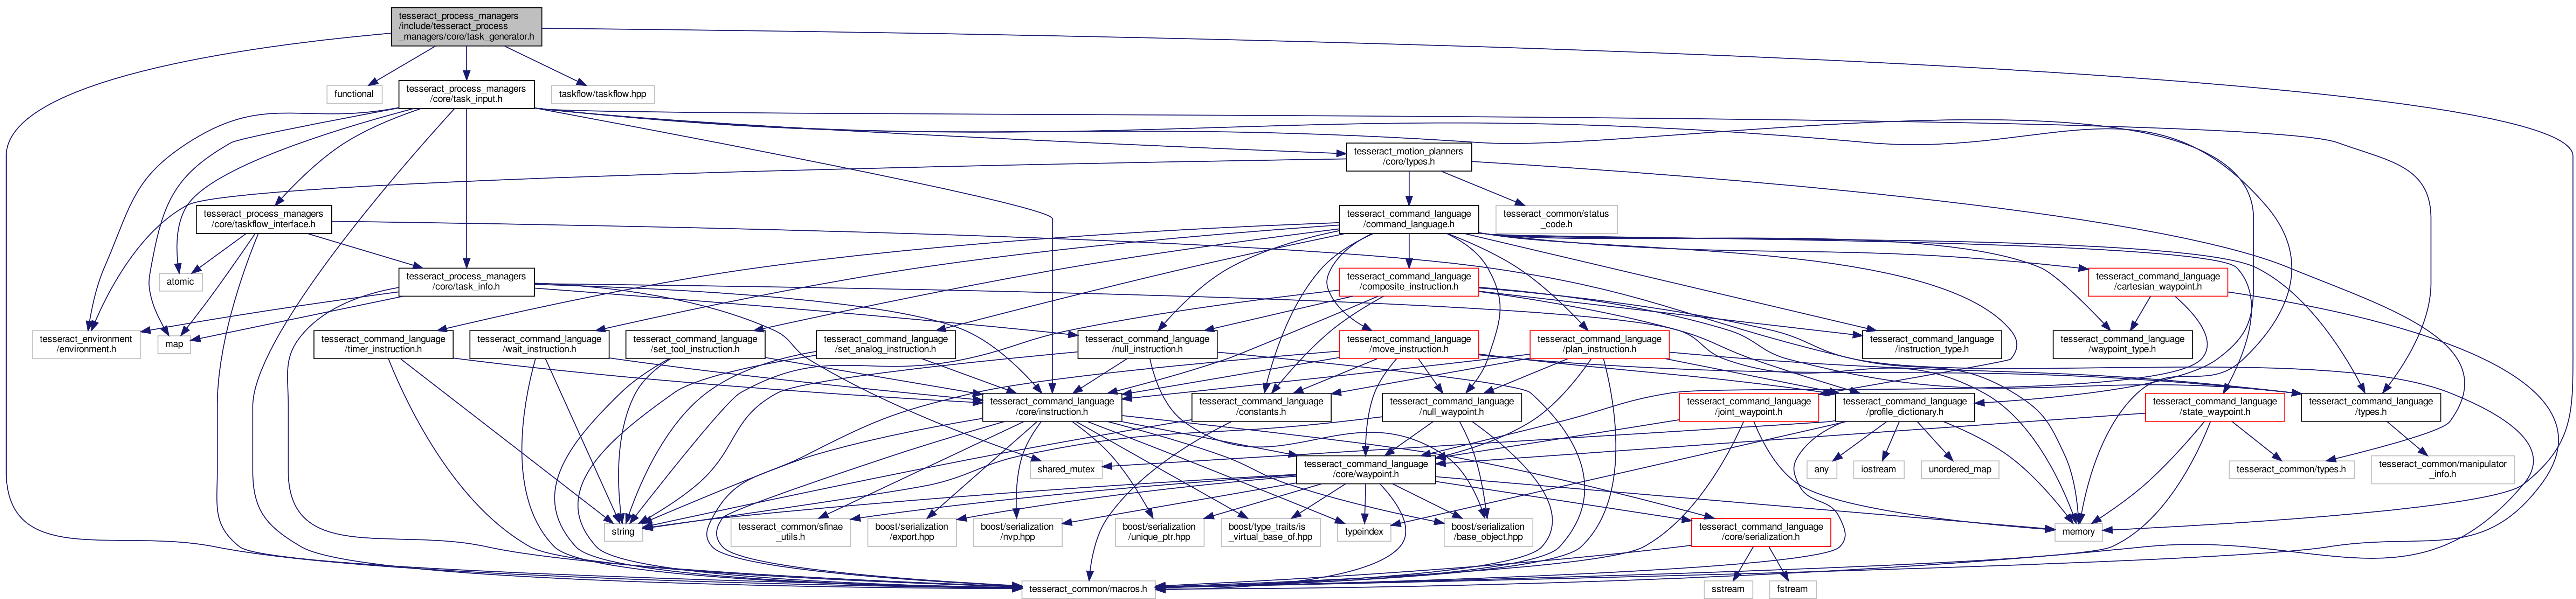 tesseract_process_managers
/include/tesseract_process
_managers/core/task_generator.h
functional
tesseract_process_managers
/core/task_input.h
taskflow/taskflow.hpp
tesseract_motion_planners
/core/types.h
tesseract_process_managers
/core/taskflow_interface.h
tesseract_command_language
/command_language.h
tesseract_common/status
_code.h
atomic
tesseract_process_managers
/core/task_info.h
tesseract_command_language
/composite_instruction.h
tesseract_command_language
/cartesian_waypoint.h
tesseract_environment
/environment.h
map
tesseract_command_language
/timer_instruction.h
tesseract_command_language
/wait_instruction.h
tesseract_command_language
/set_tool_instruction.h
tesseract_command_language
/set_analog_instruction.h
tesseract_command_language
/null_instruction.h
tesseract_command_language
/move_instruction.h
tesseract_command_language
/plan_instruction.h
tesseract_command_language
/instruction_type.h
tesseract_command_language
/waypoint_type.h
tesseract_command_language
/core/instruction.h
tesseract_command_language
/constants.h
tesseract_command_language
/null_waypoint.h
tesseract_command_language
/joint_waypoint.h
tesseract_command_language
/profile_dictionary.h
tesseract_command_language
/state_waypoint.h
tesseract_command_language
/types.h
shared_mutex
tesseract_command_language
/core/waypoint.h
any
iostream
unordered_map
tesseract_common/types.h
tesseract_common/manipulator
_info.h
string
tesseract_common/sfinae
_utils.h
boost/serialization
/export.hpp
boost/serialization
/nvp.hpp
boost/serialization
/unique_ptr.hpp
boost/type_traits/is
_virtual_base_of.hpp
typeindex
boost/serialization
/base_object.hpp
tesseract_command_language
/core/serialization.h
memory
tesseract_common/macros.h
sstream
fstream